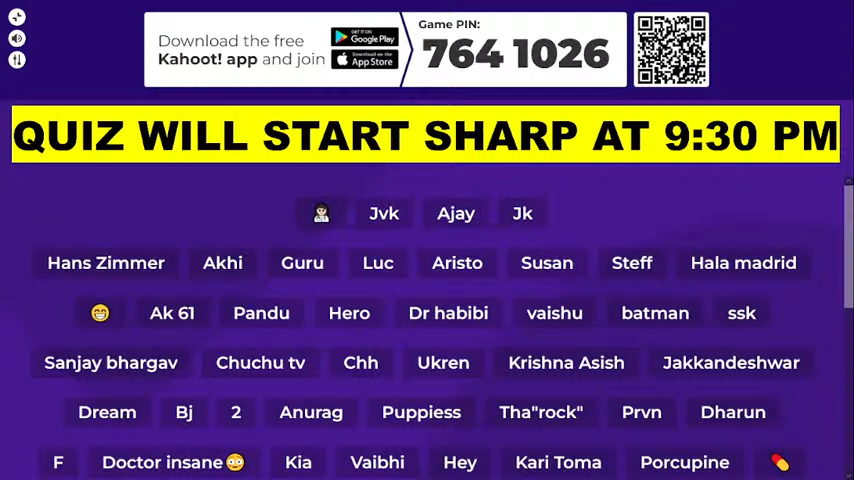 Download the free
Kahoot! app and join
GET IT ON
Google Play
Download on the
App Store
Game PIN:
764 1026
QUIZ WILL START SHARP AT 9:30 PM
Jvk Ajay Jk
Hans Zimmer Akhi Guru Luc Aristo Susan Steff Hala madrid
😁 Ak 61 Pandu Hero Dr habibi vaishu batman ssk
Sanjay bhargav Chuchu tv Chh Ukren Krishna Asish Jakkandeshwar
Dream Bj 2 Anurag Puppiess Tha"rock" Prvn Dharun
F Doctor insane😳 Kia Vaibhi Hey Kari Toma Porcupine 💊